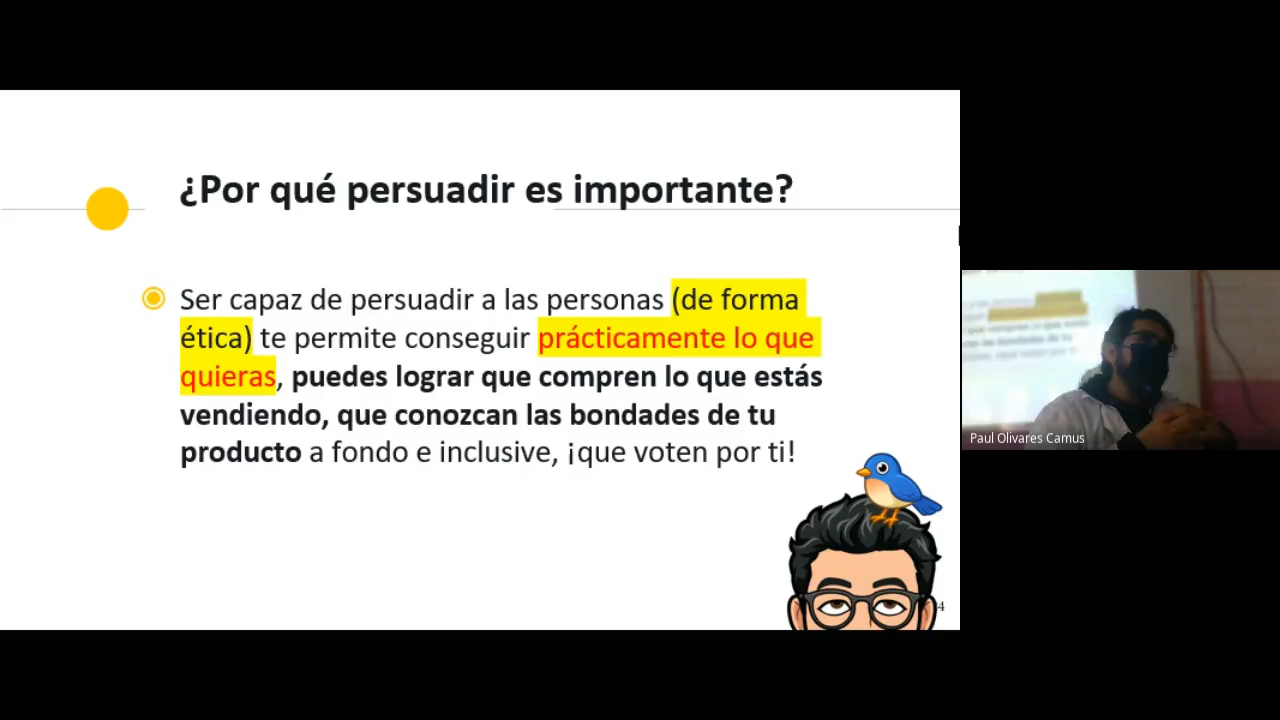 ¿Por qué persuadir es importante?
Ser capaz de persuadir a las personas (de forma
ética) te permite conseguir prácticamente lo que
quieras, puedes lograr que compren lo que estás
vendiendo, que conozcan las bondades de tu
producto a fondo e inclusive, ¡que voten por ti!
4
Paul Olivares Camus